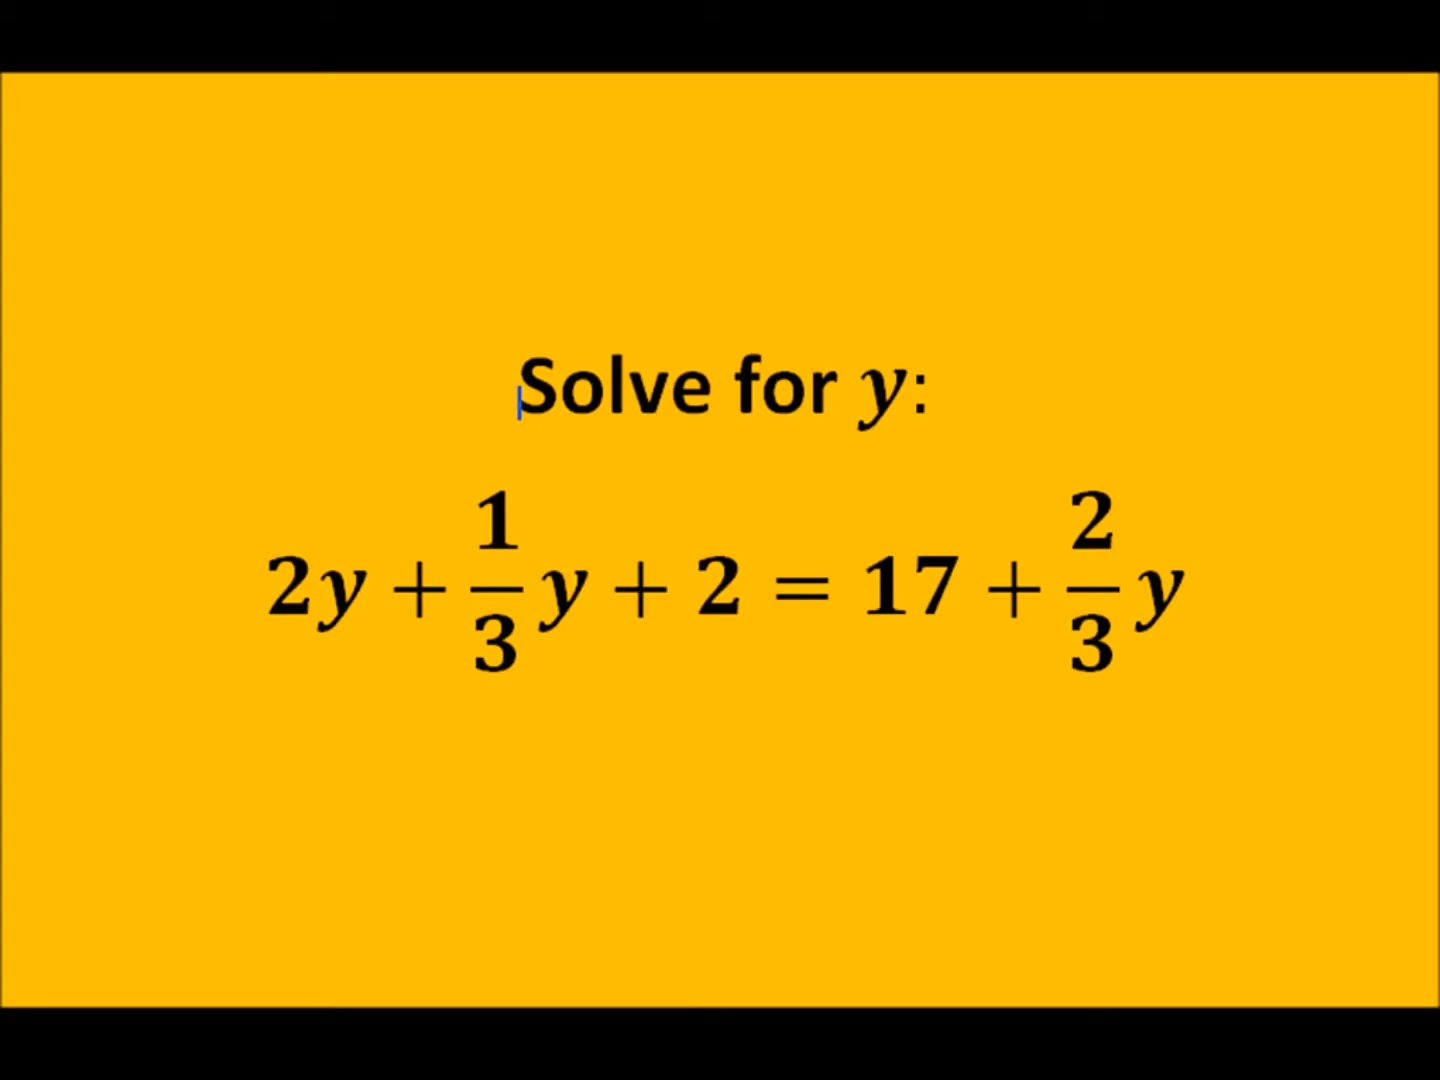 Solve for y:
2y + 1/3 y + 2 = 17 + 2/3 y